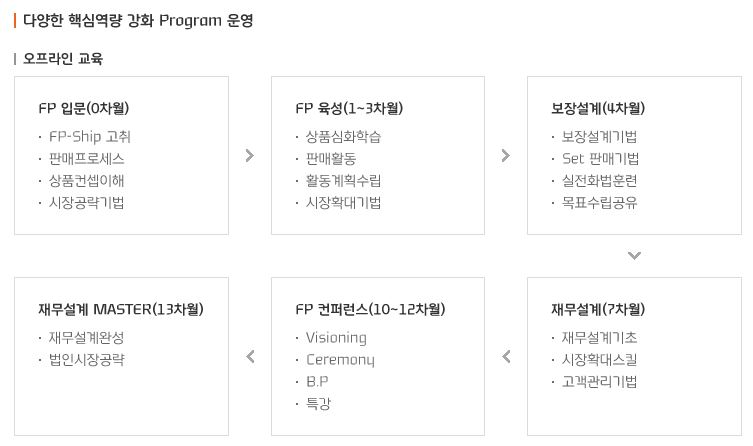 다양한 핵심역량 강화 Program 운영
오프라인 교육
FP 입문(0차월)
· FP-Ship 고취
· 판매프로세스
· 상품컨셉이해
· 시장공략기법
FP 육성(1~3차월)
· 상품심화학습
· 판매활동
· 활동계획수립
· 시장확대기법
보장설계(4차월)
· 보장설계기법
· Set 판매기법
· 실전화법훈련
· 목표수립공유
재무설계(7차월)
· 재무설계기초
· 시장확대스킬
· 고객관리기법
FP 컨퍼런스(10~12차월)
· Visioning
· Ceremony
· B.P
· 특강
재무설계 MASTER(13차월)
· 재무설계완성
· 법인시장공략